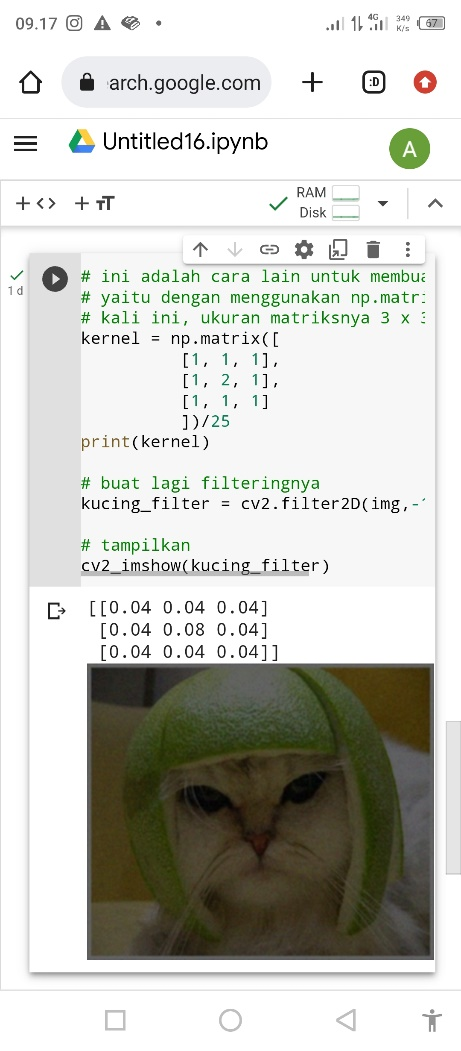 09.17
4G
349
K/s
67
arch.google.com
:D
Untitled16.ipynb
A
+ <> + TT
RAM
Disk
1 d
# ini adalah cara lain untuk membua
# yaitu dengan menggunakan np.matri
# kali ini, ukuran matriksnya 3 x 3
kernel = np.matrix([
[1, 1, 1],
[1, 2, 1],
[1, 1, 1]
])/25
print(kernel)
# buat lagi filteringnya
kucing_filter = cv2.filter2D(img,-1
# tampilkan
cv2_imshow(kucing_filter)
[[0.04 0.04 0.04]
[0.04 0.08 0.04]
[0.04 0.04 0.04]]